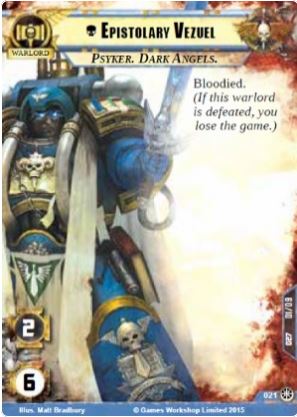 EPISTOLARY VEZUEL
WARLORD
PSYKER. DARK ANGELS.
Bloodied.
(If this warlord
is defeated, you
lose the game.)
2
6
021
Illus. Matt Bradbury
© Games Workshop Limited 2015